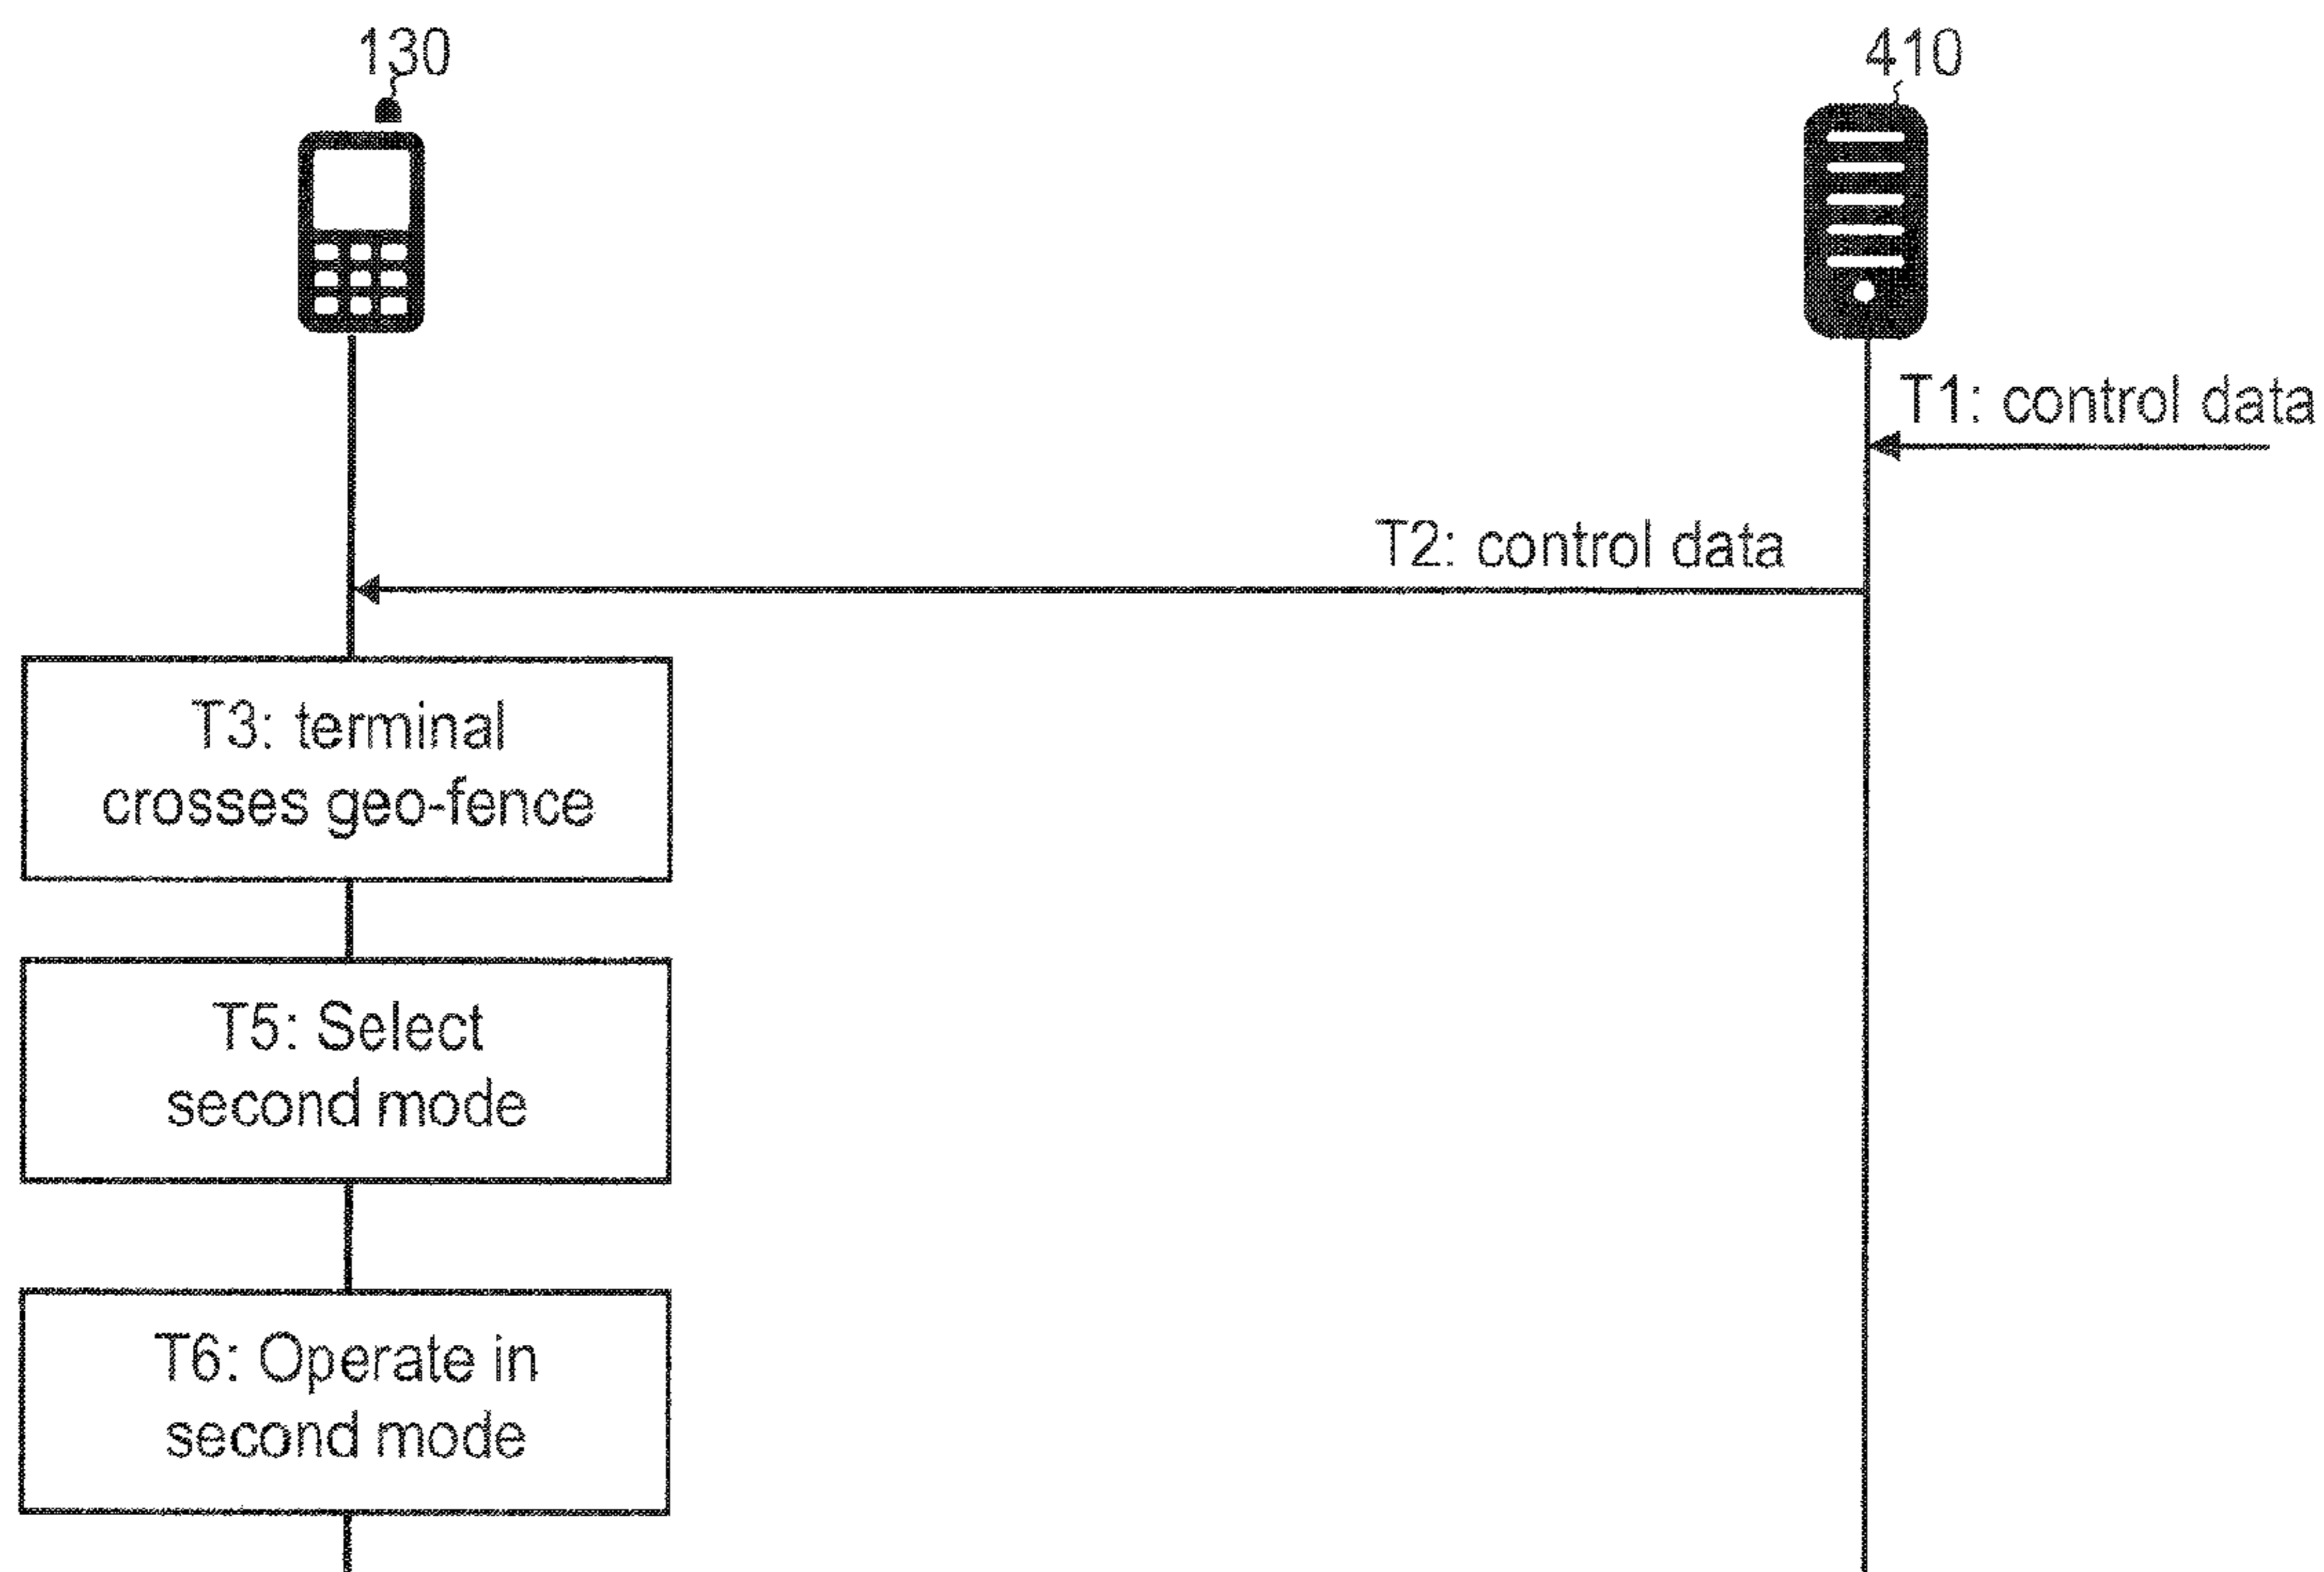 130
410
T1: control data
T2: control data
T3: terminal
crosses geo-fence
T5: Select
second mode
T6: Operate in
second mode